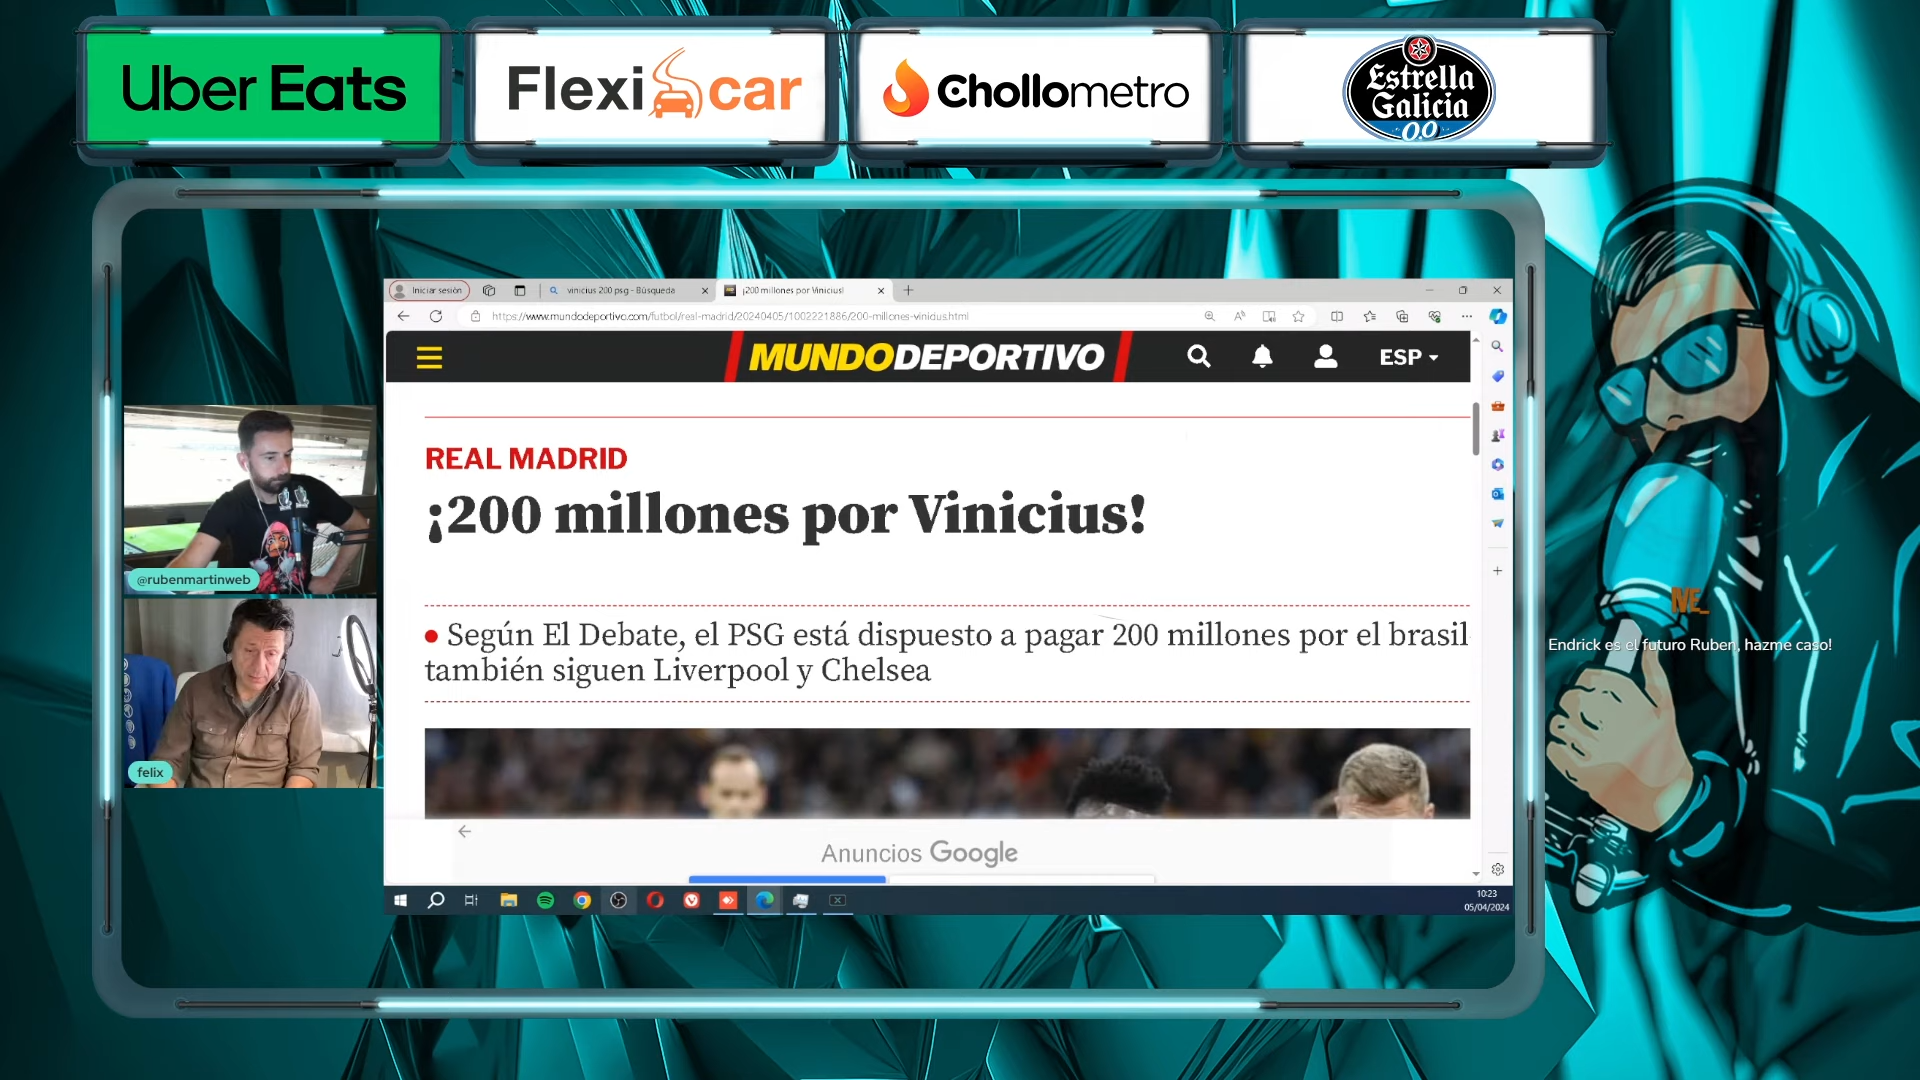 Uber Eats
Flexicar
Chollometro
Estrella
Galicia
0,0
Iniciar sesión
vinicius 200 psg - Búsqueda
¡200 millones por Vinicius!
https://www.mundodeportivo.com/futbol/real-madrid/20240405/1002221886/200-millones-vinicius.html
MUNDODEPORTIVO
ESP
REAL MADRID
¡200 millones por Vinicius!
Según El Debate, el PSG está dispuesto a pagar 200 millones por el brasil
también siguen Liverpool y Chelsea
@rubenmartinweb
felix
IVE_
Endrick es el futuro Ruben, hazme caso!
Anuncios Google
10:23
05/04/2024